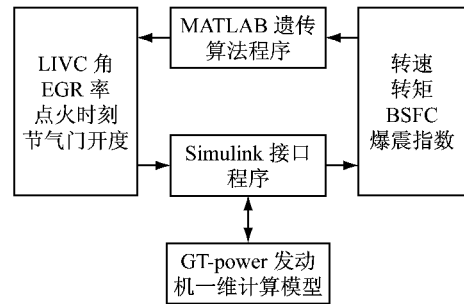 MATLAB 遗传
算法程序
LIVC 角
EGR 率
点火时刻
节气门开度
转速
转矩
BSFC
爆震指数
Simulink 接口
程序
GT-power 发动
机一维计算模型